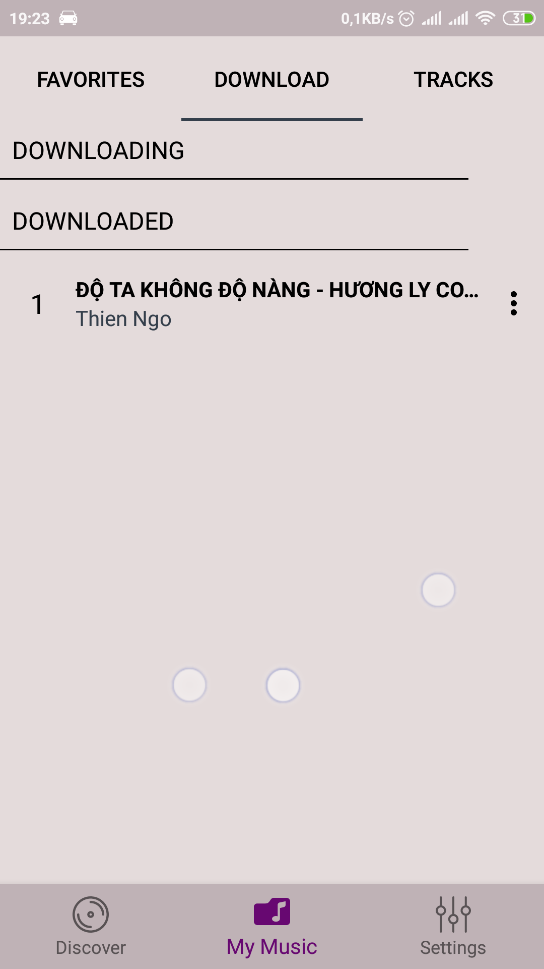 19:23 0,1KB/s 31
FAVORITES DOWNLOAD TRACKS
DOWNLOADING
DOWNLOADED
1 ĐỘ TA KHÔNG ĐỘ NÀNG - HƯƠNG LY CO...
Thien Ngo
Discover My Music Settings